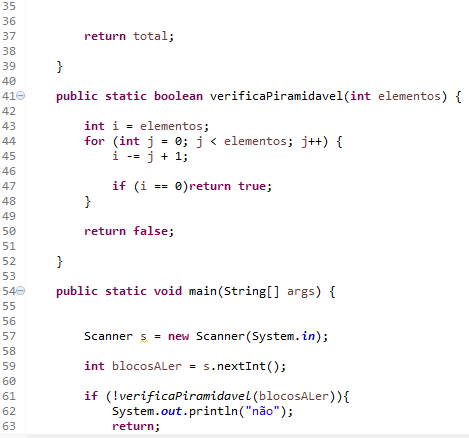 35
36
37 return total;
38
39 }
40
41 public static boolean verificaPiramidavel(int elementos) {
42
43 int i = elementos;
44 for (int j = 0; j < elementos; j++) {
45 i -= j + 1;
46
47 if (i == 0)return true;
48 }
49
50 return false;
51
52 }
53
54 public static void main(String[] args) {
55
56
57 Scanner s = new Scanner(System.in);
58
59 int blocosALer = s.nextInt();
60
61 if (!verificaPiramidavel(blocosALer)){
62 System.out.println("não");
63 return;